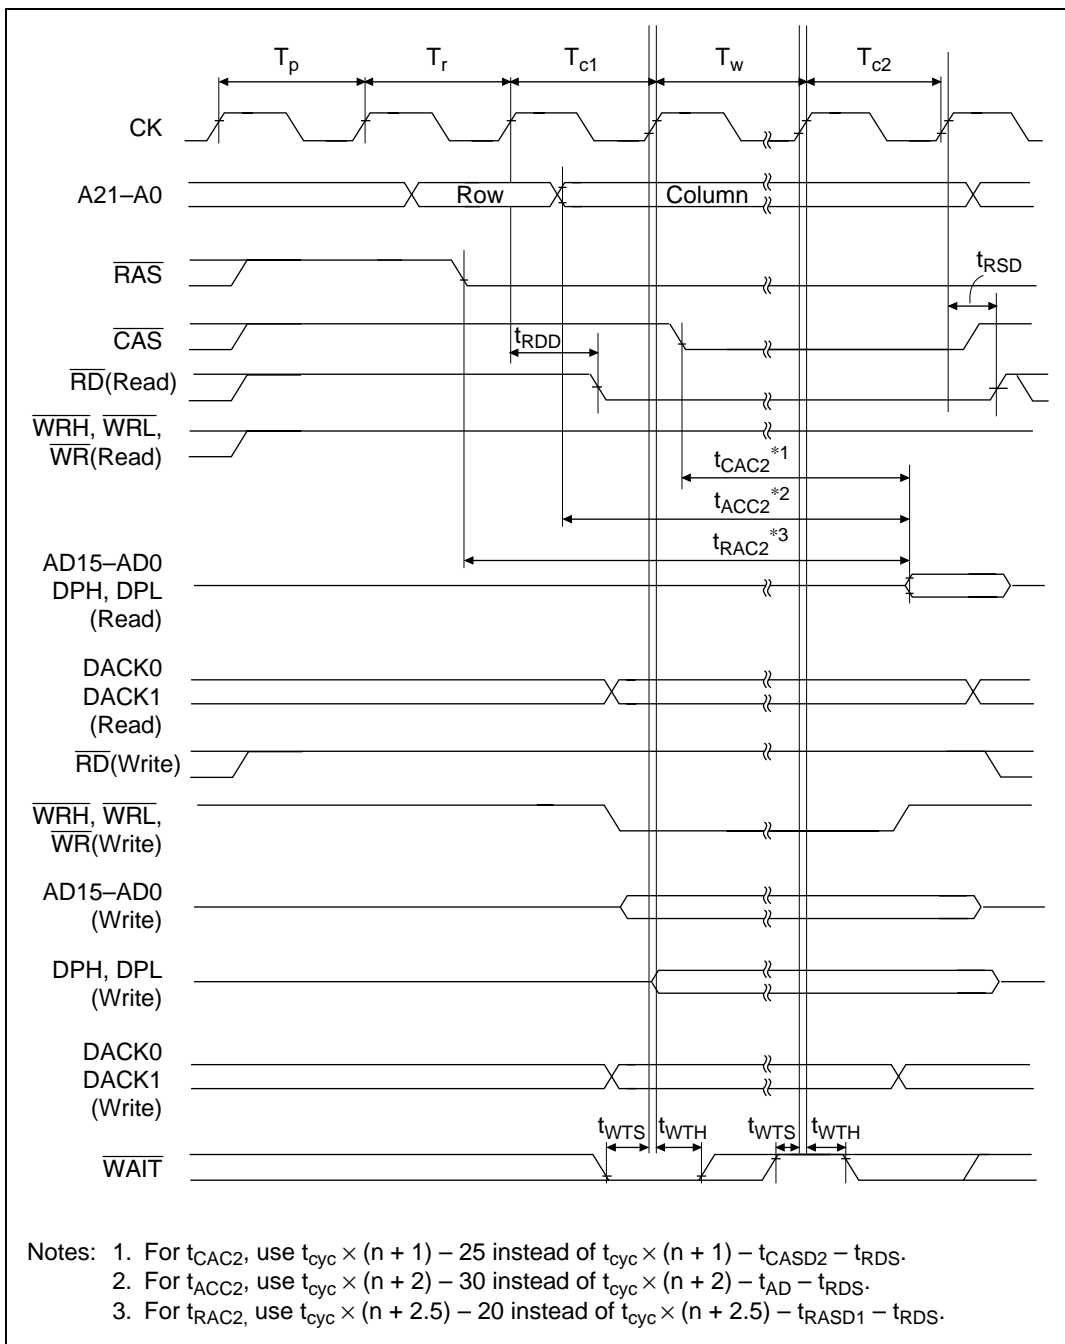 Tp Tr Tc1 Tw Tc2
CK
A21–A0 Row Column
RAS
tRSD
CAS
tRDD
RD(Read)
WRH, WRL,
WR(Read)
tCAC2*1
tACC2*2
tRAC2*3
AD15–AD0
DPH, DPL
(Read)
DACK0
DACK1
(Read)
RD(Write)
WRH, WRL,
WR(Write)
AD15–AD0
(Write)
DPH, DPL
(Write)
DACK0
DACK1
(Write)
tWTS tWTH tWTS tWTH
WAIT
Notes: 1. For tCAC2, use tcyc × (n + 1) – 25 instead of tcyc × (n + 1) – tCASD2 – tRDS.
2. For tACC2, use tcyc × (n + 2) – 30 instead of tcyc × (n + 2) – tAD – tRDS.
3. For tRAC2, use tcyc × (n + 2.5) – 20 instead of tcyc × (n + 2.5) – tRASD1 – tRDS.